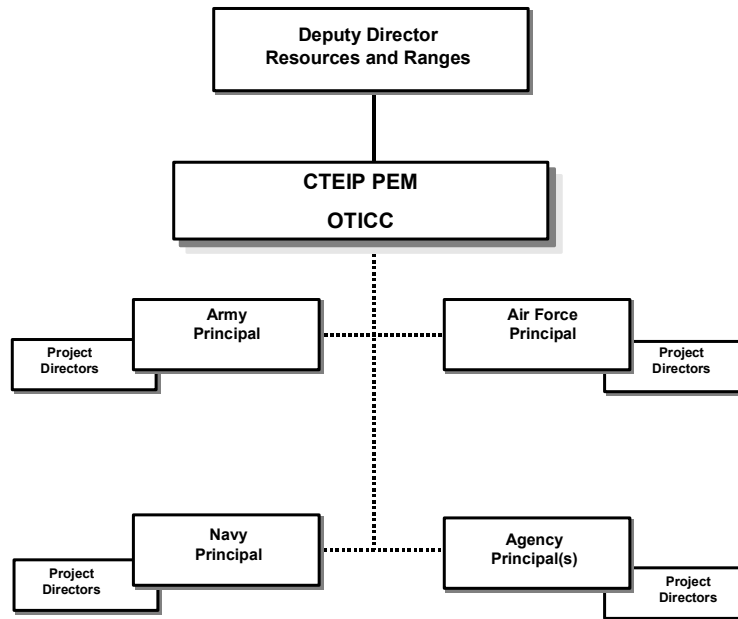 Deputy Director
Resources and Ranges
CTEIP PEM
OTICC
Army
Principal
Air Force
Principal
Project
Directors
Project
Directors
Navy
Principal
Agency
Principal(s)
Project
Directors
Project
Directors